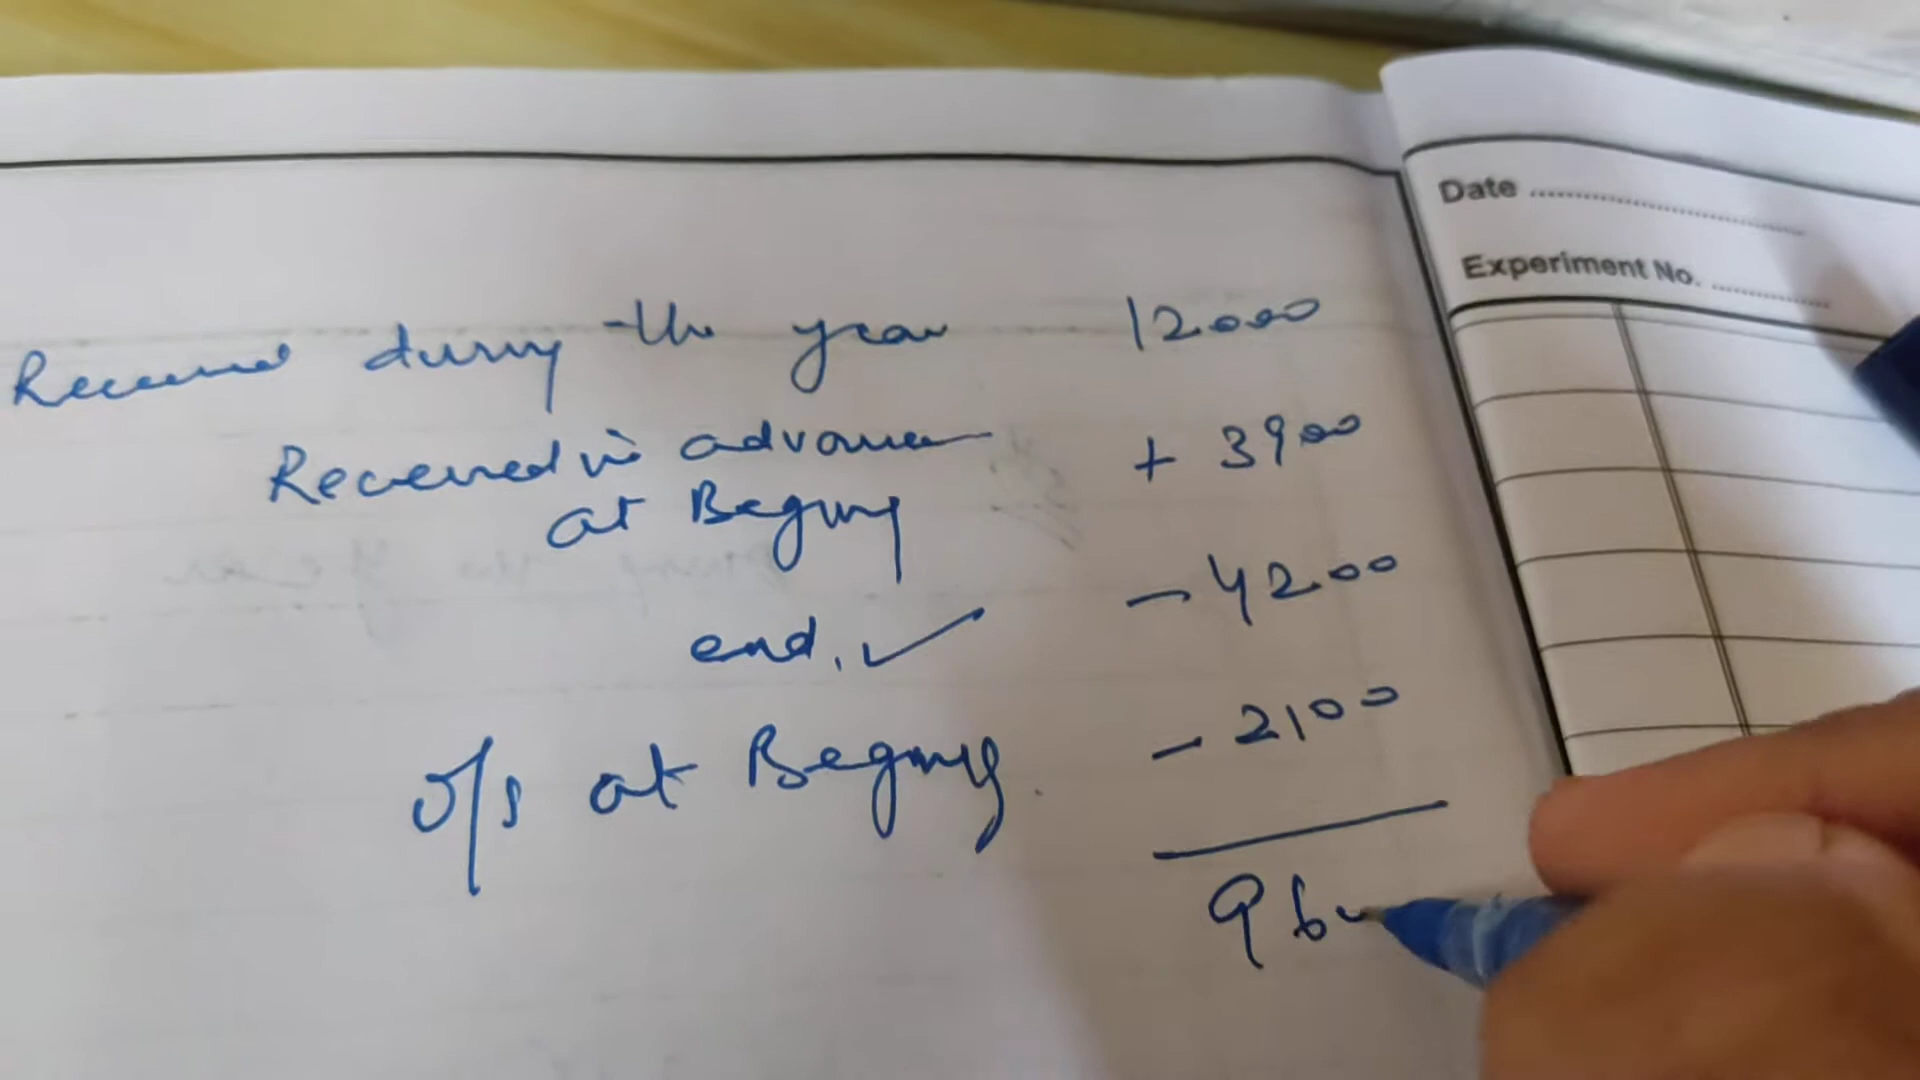 Received during the year 12000
Received in advance + 3900
at Beginning
end. ✓ - 4200
o/s at Beginning. - 2100
960
Date ..................
Experiment No. ............